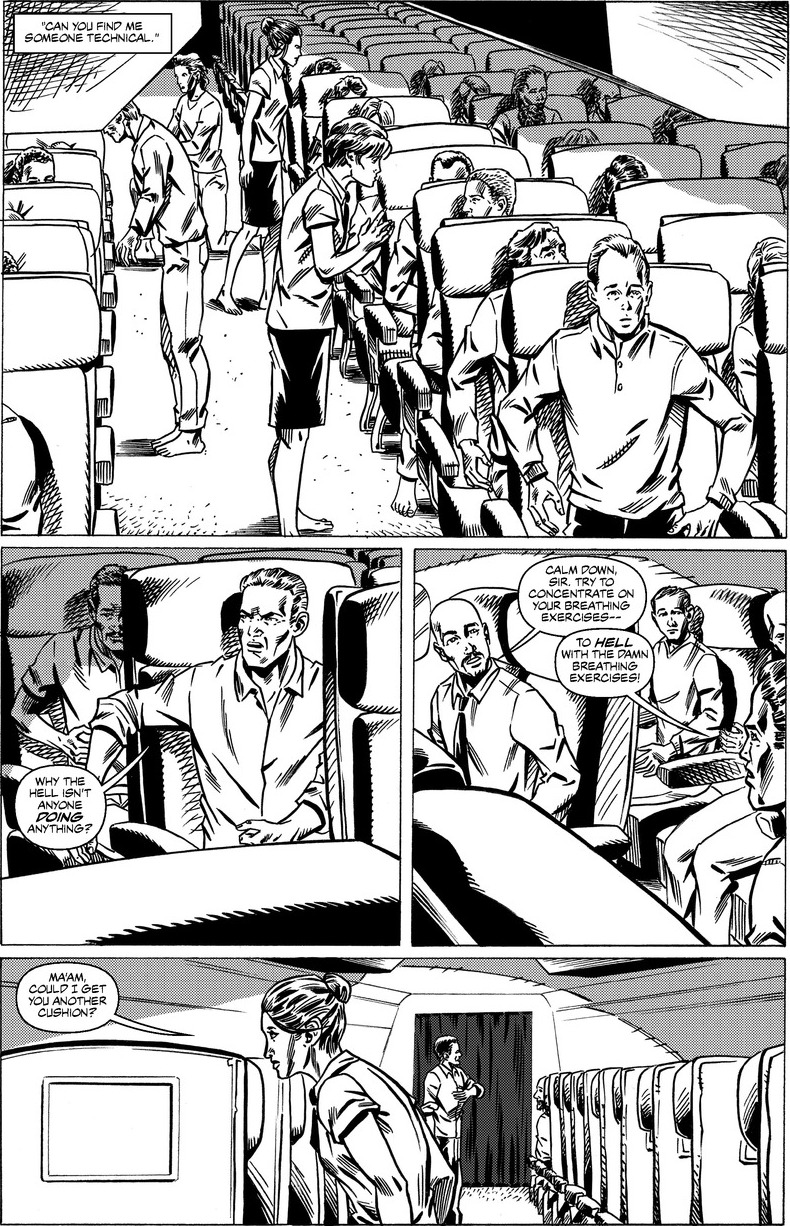 "CAN YOU FIND ME
SOMEONE TECHNICAL."
WHY THE
HELL ISN'T
ANYONE
DOING
ANYTHING?
CALM DOWN,
SIR. TRY TO
CONCENTRATE ON
YOUR BREATHING
EXERCISES--
TO HELL
WITH THE DAMN
BREATHING
EXERCISES!
MA'AM,
COULD I GET
YOU ANOTHER
CUSHION?